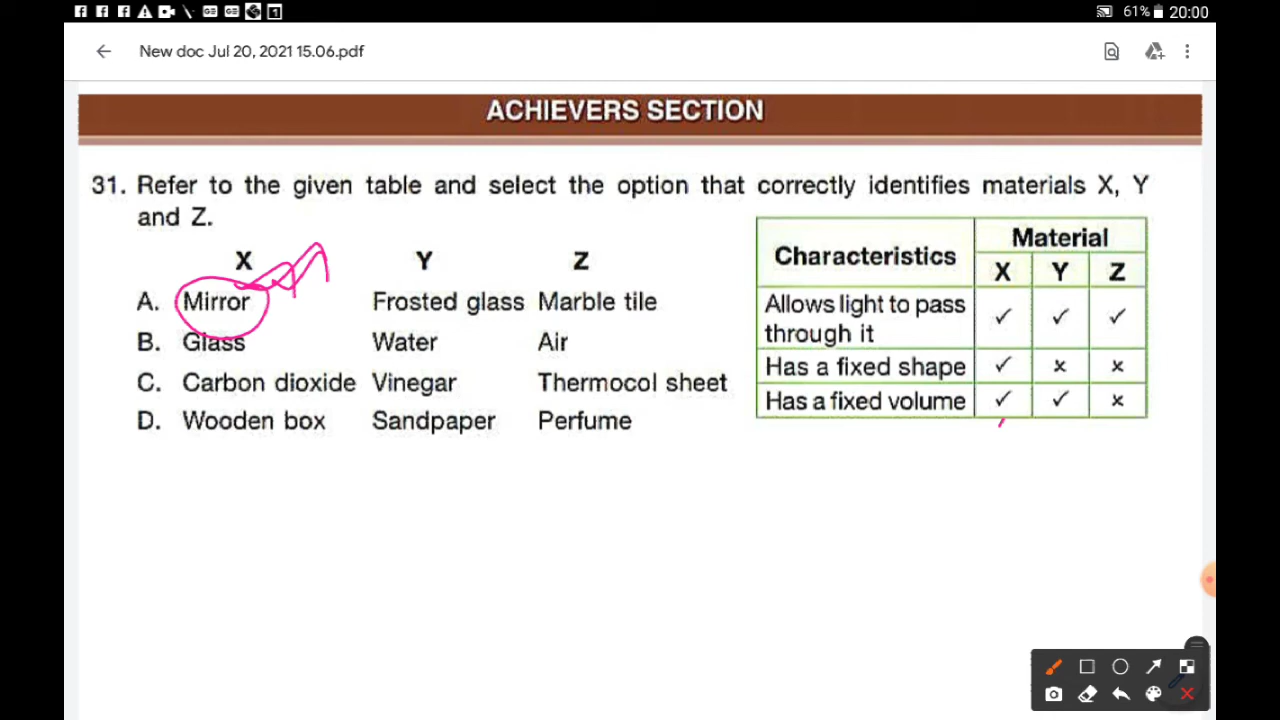 61% 20:00
New doc Jul 20, 2021 15.06.pdf
ACHIEVERS SECTION
31. Refer to the given table and select the option that correctly identifies materials X, Y
and Z.
X Y Z
A. Mirror Frosted glass Marble tile
B. Glass Water Air
C. Carbon dioxide Vinegar Thermocol sheet
D. Wooden box Sandpaper Perfume
Characteristics Material
X Y Z
Allows light to pass
through it ✓ ✓ ✓
Has a fixed shape ✓ × ×
Has a fixed volume ✓ ✓ ×